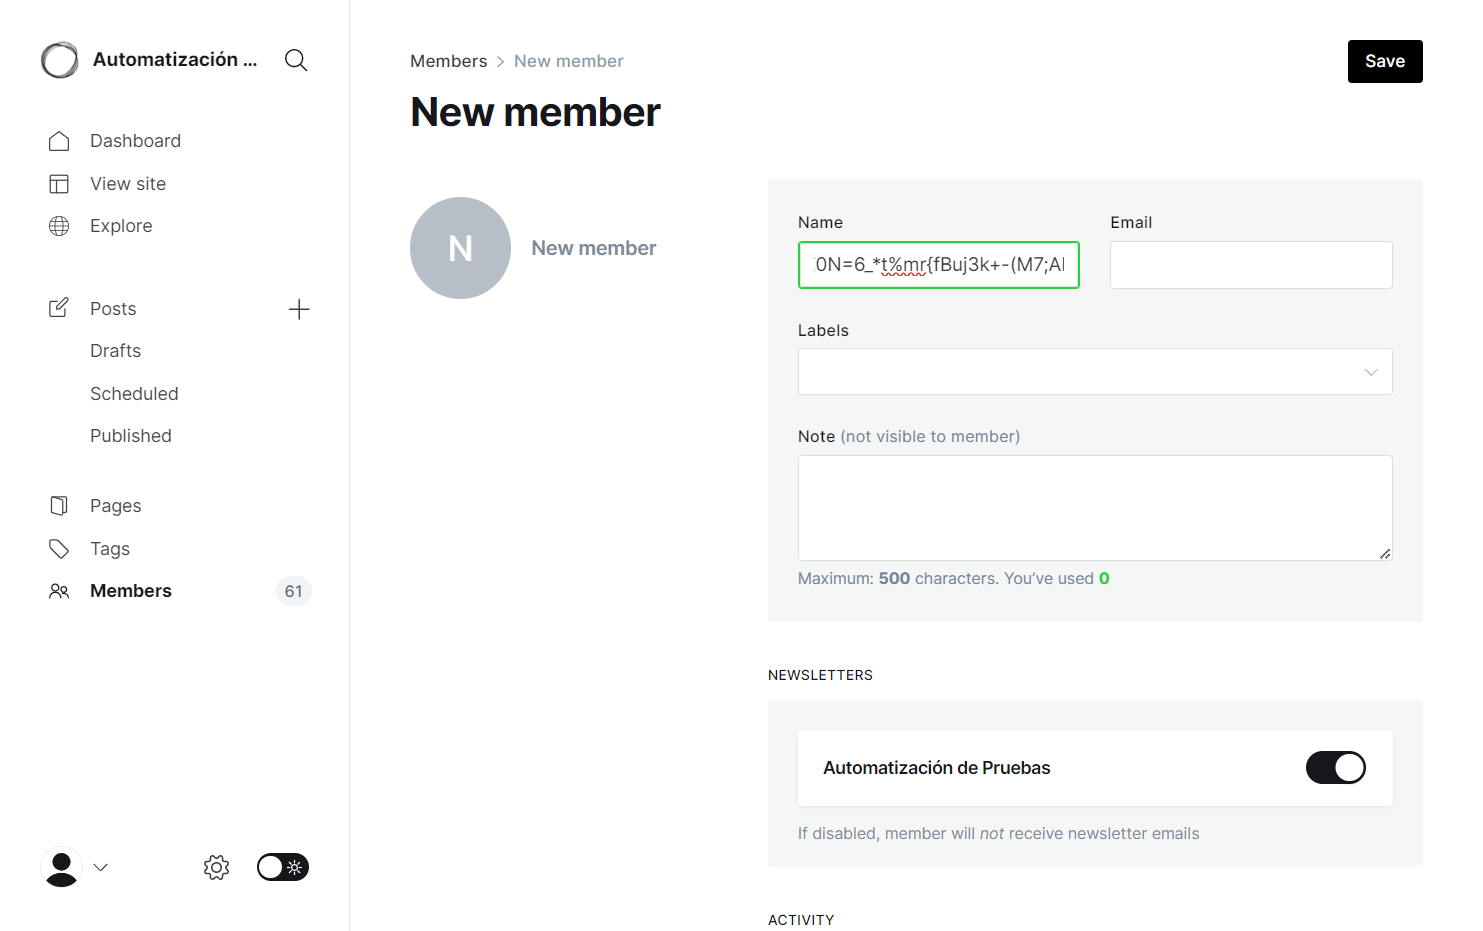 Automatización ...
Dashboard
View site
Explore
Posts
Drafts
Scheduled
Published
Pages
Tags
Members 61
Members > New member
Save
New member
N
New member
Name
Email
0N=6_*t%mr{fBuj3k+-(M7;A
Labels
Note (not visible to member)
Maximum: 500 characters. You've used 0
NEWSLETTERS
Automatización de Pruebas
If disabled, member will not receive newsletter emails
ACTIVITY